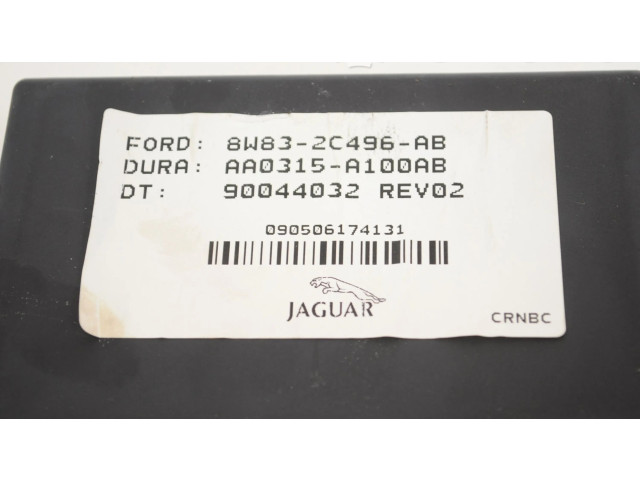 FORD: 8W83-2C496-AB
DURA: AA0315-A100AB
DT: 90044032 REV02
090506174131
JAGUAR
CRNBC